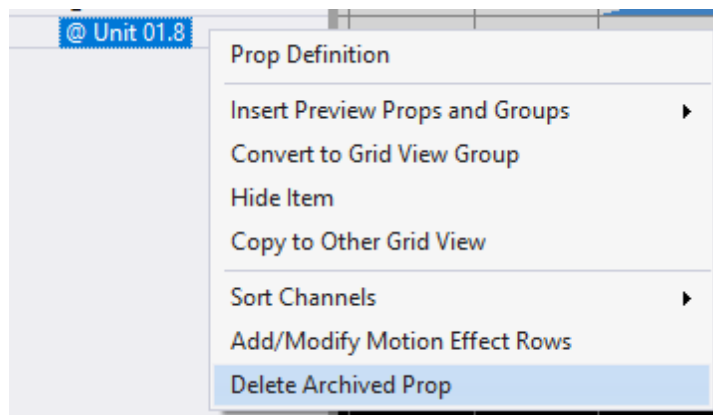 @ Unit 01.8
Prop Definition
Insert Preview Props and Groups
Convert to Grid View Group
Hide Item
Copy to Other Grid View
Sort Channels
Add/Modify Motion Effect Rows
Delete Archived Prop